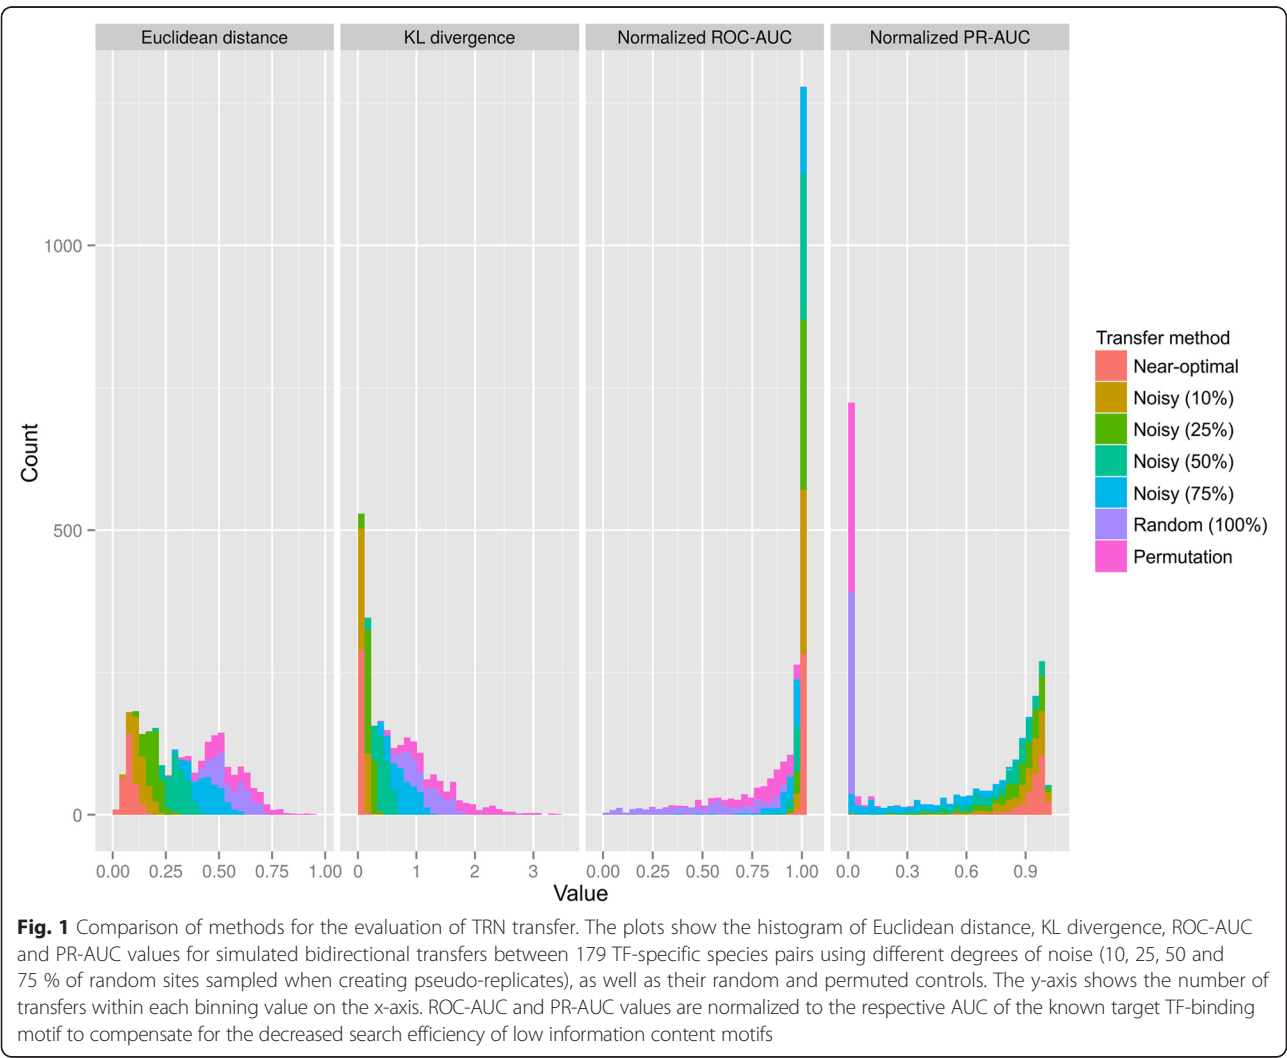 Euclidean distance KL divergence Normalized ROC-AUC Normalized PR-AUC
Count
1000
500
0
0.00 0.25 0.50 0.75 1.00 0 1 2 3 0.00 0.25 0.50 0.75 1.00 0.0 0.3 0.6 0.9
Value
Transfer method
Near-optimal
Noisy (10%)
Noisy (25%)
Noisy (50%)
Noisy (75%)
Random (100%)
Permutation
Fig. 1 Comparison of methods for the evaluation of TRN transfer. The plots show the histogram of Euclidean distance, KL divergence, ROC-AUC
and PR-AUC values for simulated bidirectional transfers between 179 TF-specific species pairs using different degrees of noise (10, 25, 50 and
75 % of random sites sampled when creating pseudo-replicates), as well as their random and permuted controls. The y-axis shows the number of
transfers within each binning value on the x-axis. ROC-AUC and PR-AUC values are normalized to the respective AUC of the known target TF-binding
motif to compensate for the decreased search efficiency of low information content motifs